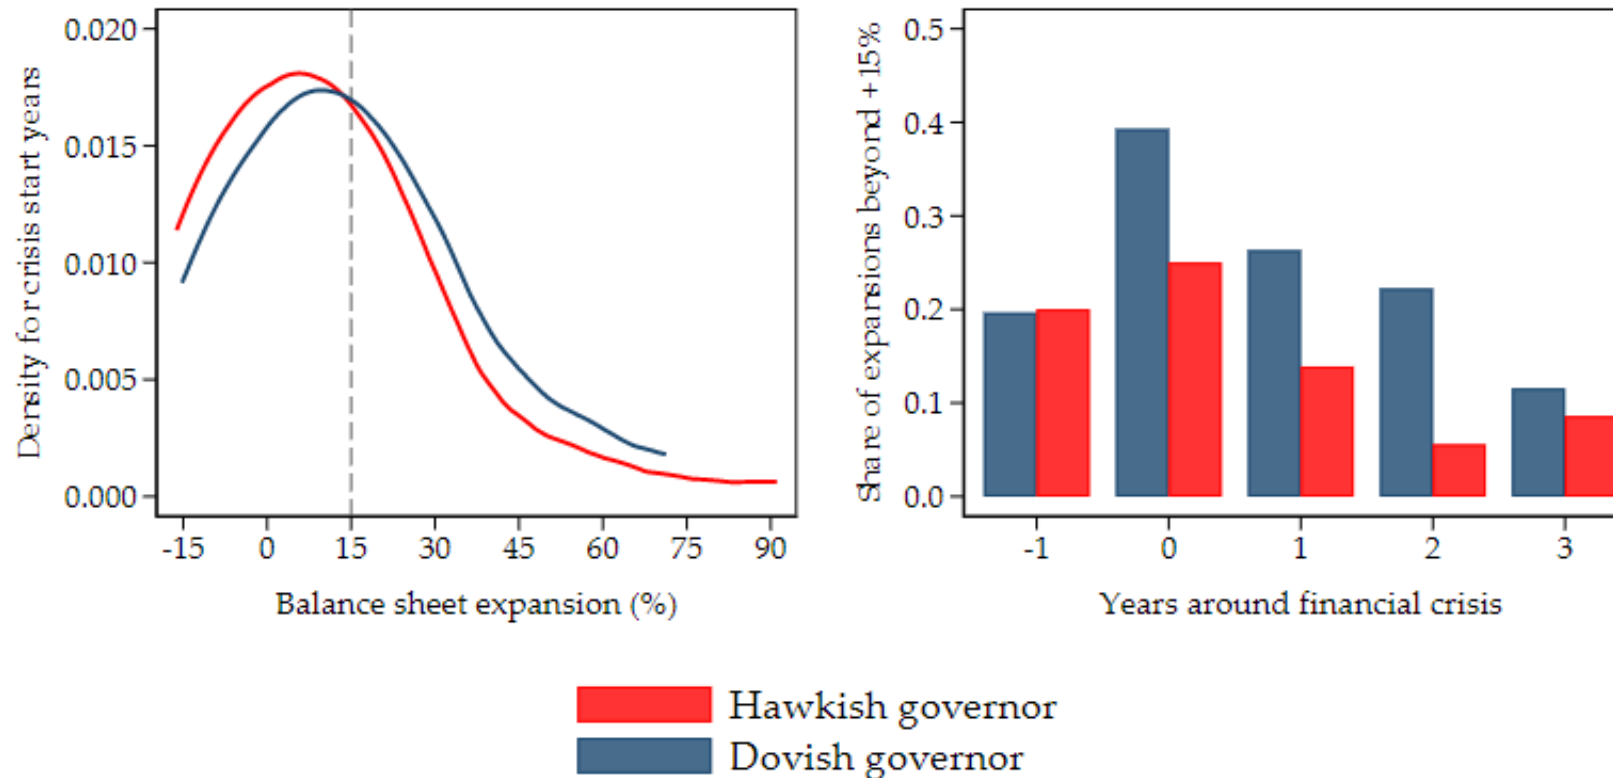 Density for crisis start years
0.020
0.015
0.010
0.005
0.000
-15 0 15 30 45 60 75 90
Balance sheet expansion (%)
Share of expansions beyond +15%
0.5
0.4
0.3
0.2
0.1
0.0
-1 0 1 2 3
Years around financial crisis
Hawkish governor
Dovish governor